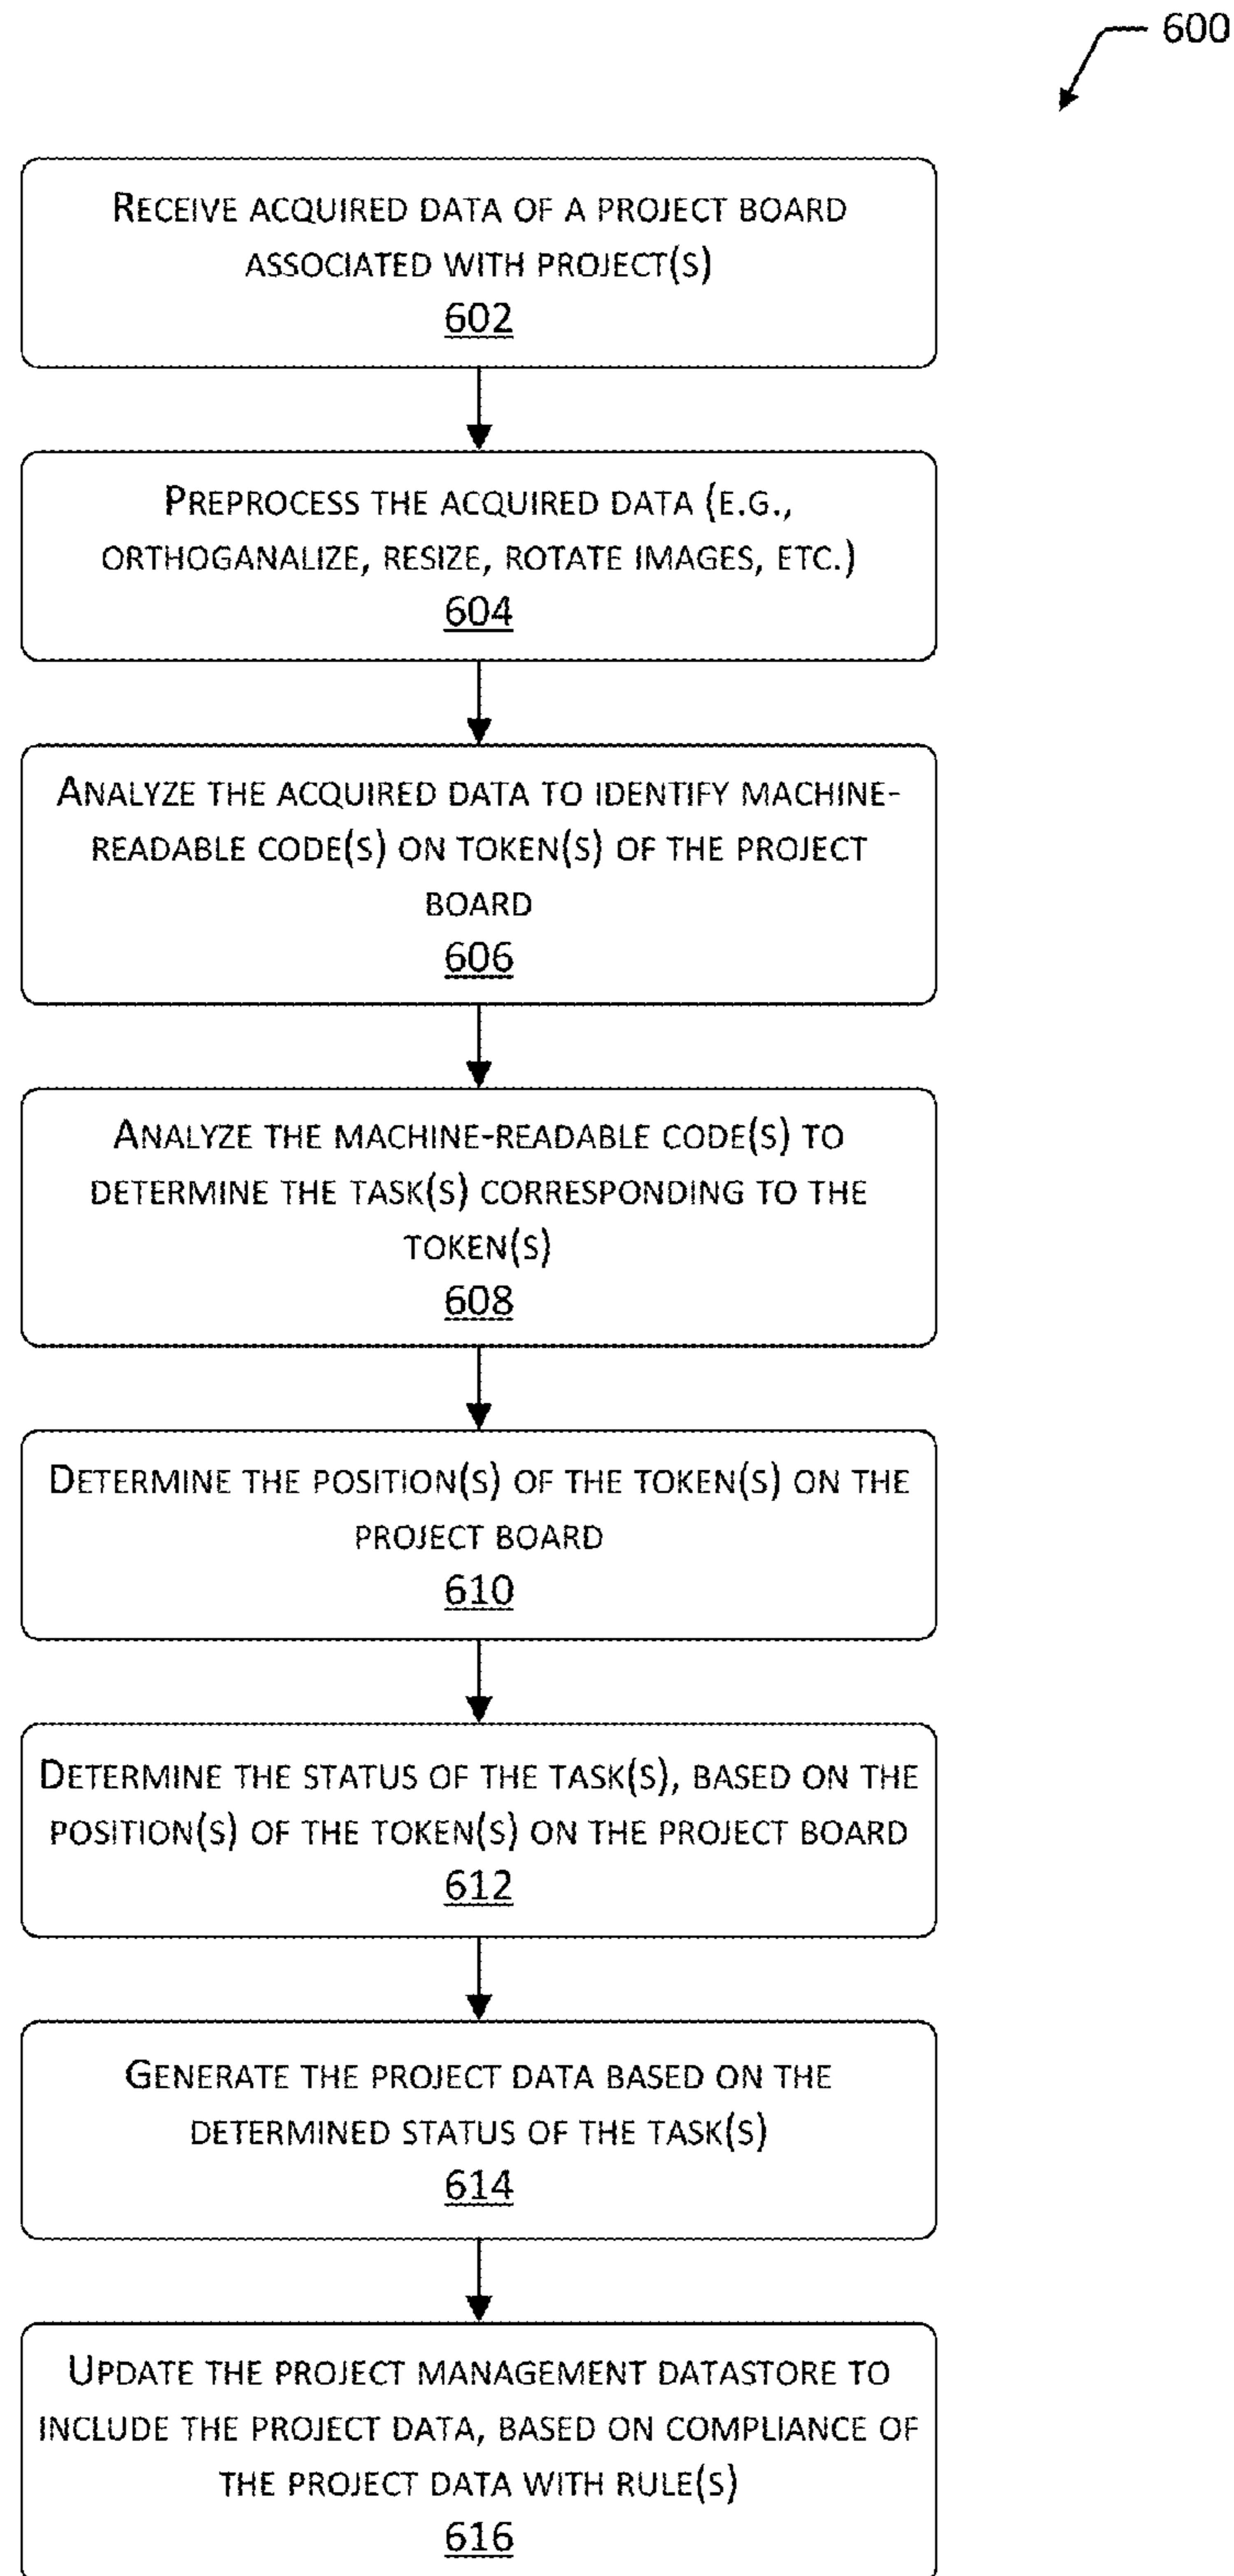 600
RECEIVE ACQUIRED DATA OF A PROJECT BOARD
ASSOCIATED WITH PROJECT(S)
602
PREPROCESS THE ACQUIRED DATA (E.G.,
ORTHOGANALIZE, RESIZE, ROTATE IMAGES, ETC.)
604
ANALYZE THE ACQUIRED DATA TO IDENTIFY MACHINE-
READABLE CODE(S) ON TOKEN(S) OF THE PROJECT
BOARD
606
ANALYZE THE MACHINE-READABLE CODE(S) TO
DETERMINE THE TASK(S) CORRESPONDING TO THE
TOKEN(S)
608
DETERMINE THE POSITION(S) OF THE TOKEN(S) ON THE
PROJECT BOARD
610
DETERMINE THE STATUS OF THE TASK(S), BASED ON THE
POSITION(S) OF THE TOKEN(S) ON THE PROJECT BOARD
612
GENERATE THE PROJECT DATA BASED ON THE
DETERMINED STATUS OF THE TASK(S)
614
UPDATE THE PROJECT MANAGEMENT DATASTORE TO
INCLUDE THE PROJECT DATA, BASED ON COMPLIANCE OF
THE PROJECT DATA WITH RULE(S)
616